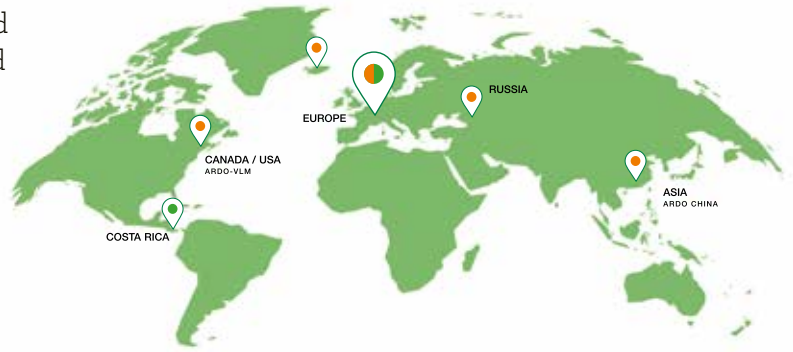 d
d
RUSSIA
EUROPE
CANADA / USA
ARDO-VLM
ASIA
ARDO CHINA
COSTA RICA